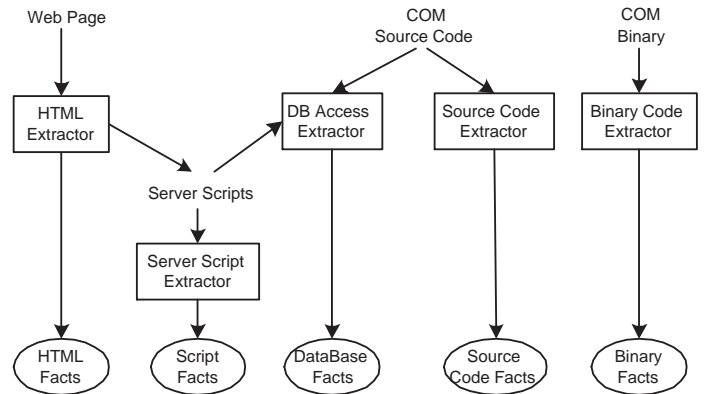 Web Page
COM
Source Code
COM
Binary
HTML
Extractor
DB Access
Extractor
Source Code
Extractor
Binary Code
Extractor
Server Scripts
Server Script
Extractor
HTML
Facts
Script
Facts
DataBase
Facts
Source
Code Facts
Binary
Facts